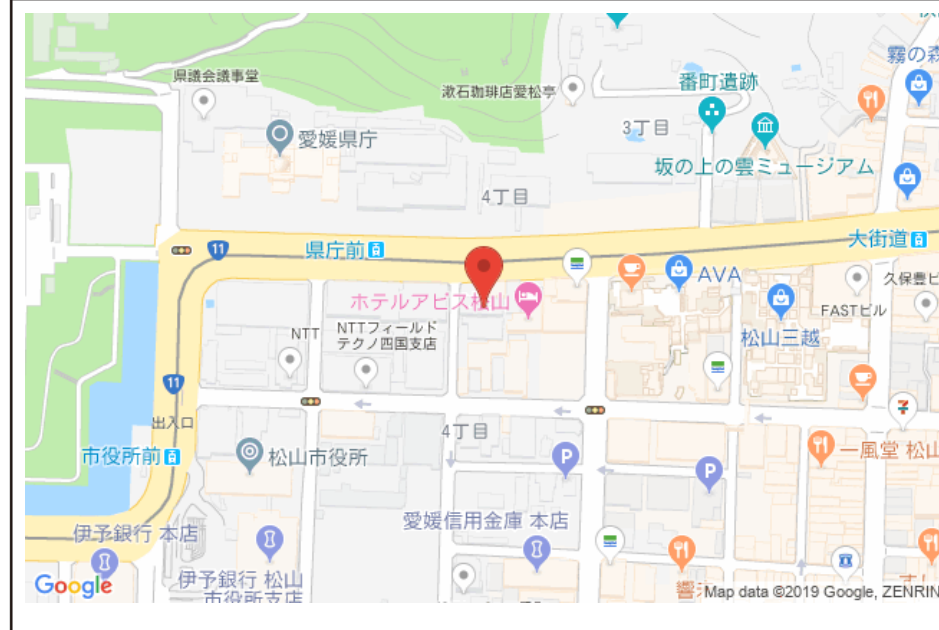 霧の森
県議会議事堂
漱石珈琲店愛松亭
番町遺跡
愛媛県庁
3丁目
坂の上の雲ミュージアム
4丁目
11
県庁前
大街道
ホテルアビス松山
AVA
久保豊ビ
FASTビル
松山三越
NTT
NTTフィールド
テクノ四国支店
11
出入口
4丁目
市役所前
松山市役所
P
P
一風堂 松山
伊予銀行 本店
愛媛信用金庫 本店
伊予銀行 松山
市役所支店
Google
Map data ©2019 Google, ZENRIN